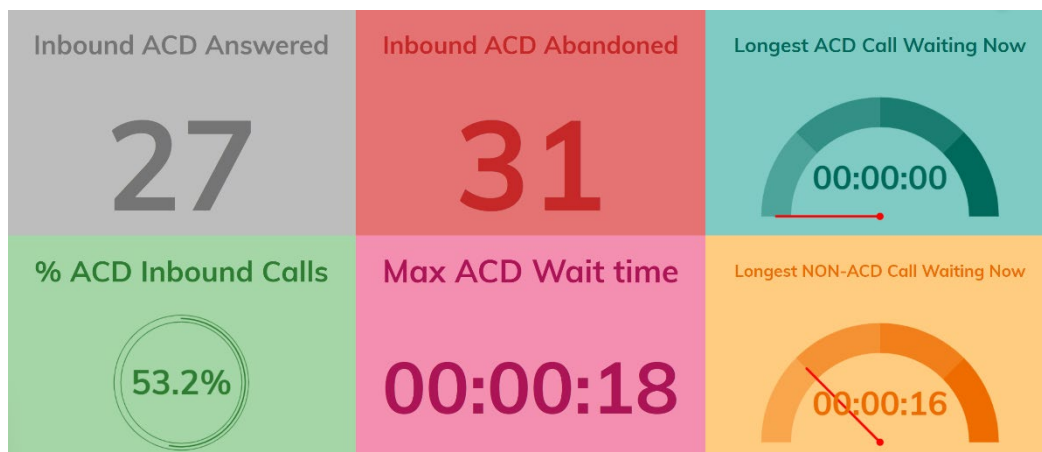 Inbound ACD Answered
27
Inbound ACD Abandoned
31
Longest ACD Call Waiting Now
00:00:00
% ACD Inbound Calls
53.2%
Max ACD Wait time
00:00:18
Longest NON-ACD Call Waiting Now
00:00:16